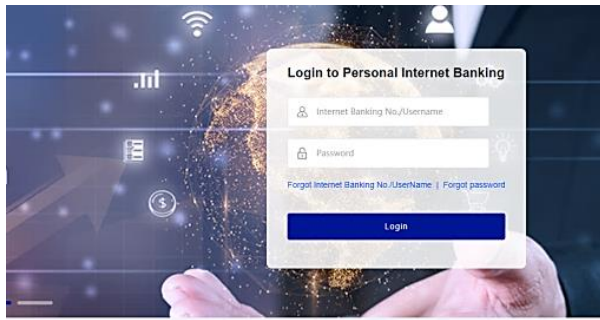 Login to Personal Internet Banking
Internet Banking No./Username
Password
Forgot Internet Banking No./UserName | Forgot password
Login